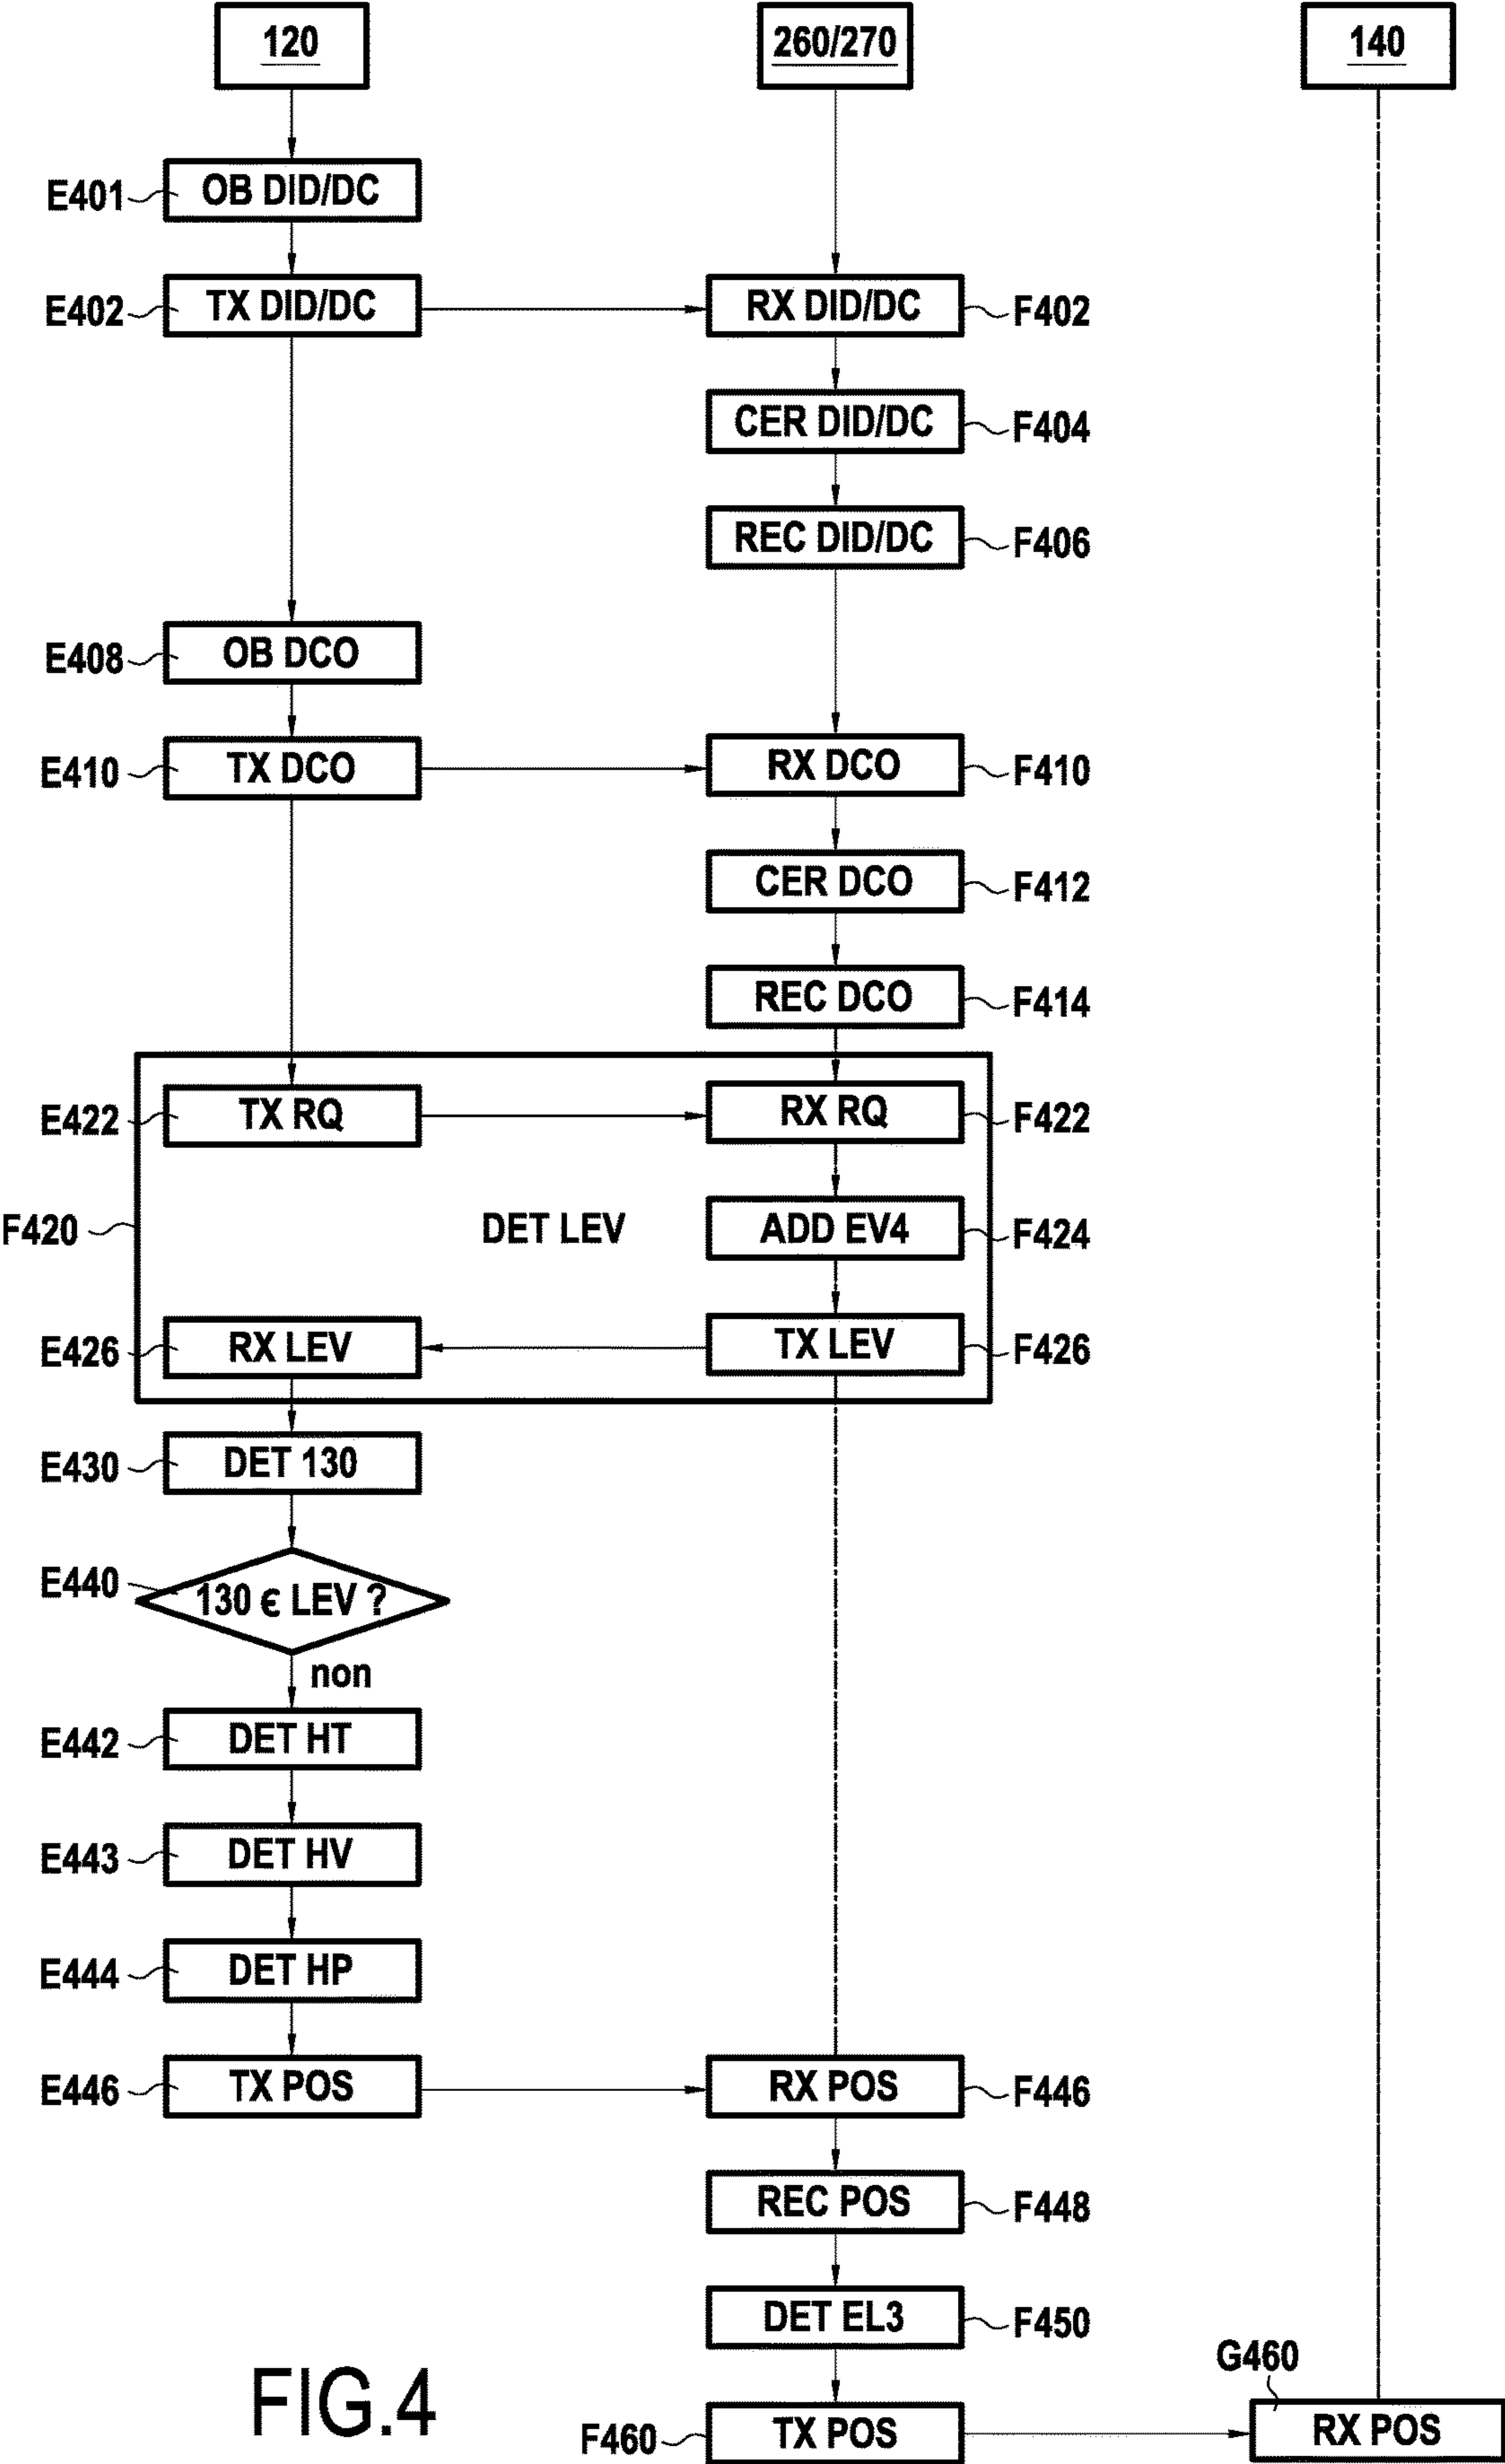 120
260/270
140
E401
OB DID/DC
E402
TX DID/DC
RX DID/DC
F402
CER DID/DC
F404
REC DID/DC
F406
E408
OB DCO
E410
TX DCO
RX DCO
F410
CER DCO
F412
REC DCO
F414
E422
TX RQ
RX RQ
F422
F420
DET LEV
ADD EV4
F424
E426
RX LEV
TX LEV
F426
E430
DET 130
E440
130 € LEV ?
non
E442
DET HT
E443
DET HV
E444
DET HP
E446
TX POS
RX POS
F446
REC POS
F448
DET EL3
F450
G460
FIG.4
F460
TX POS
RX POS